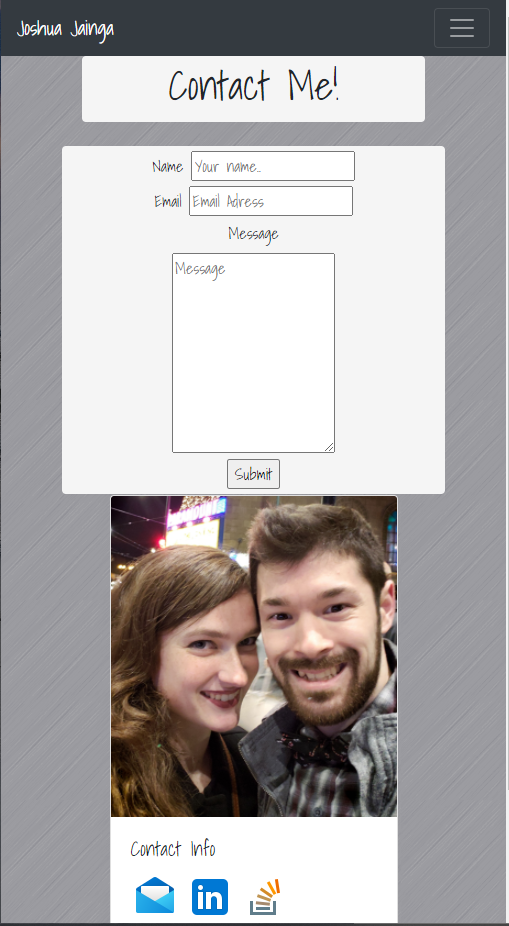 Joshua Jainga
Contact Me!
Name Your name..
Email Email Adress
Message
Message
Submit
Contact Info
in